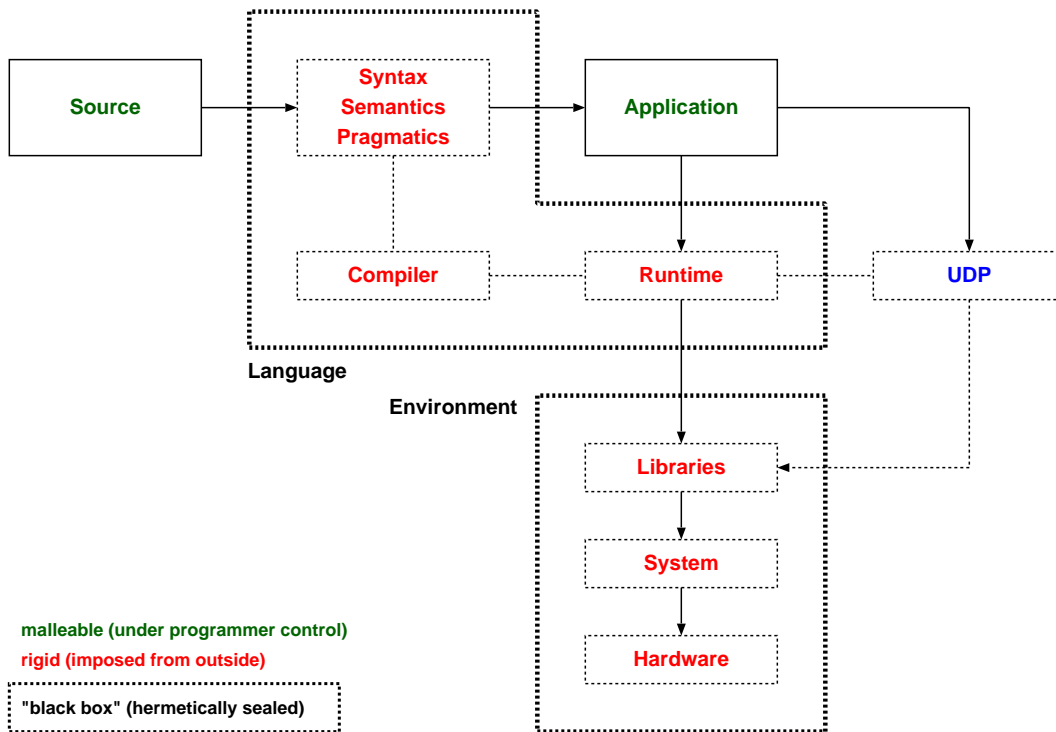 Source
Syntax
Semantics
Pragmatics
Application
Compiler
Runtime
UDP
Language
Environment
Libraries
System
Hardware
malleable (under programmer control)
rigid (imposed from outside)
"black box" (hermetically sealed)